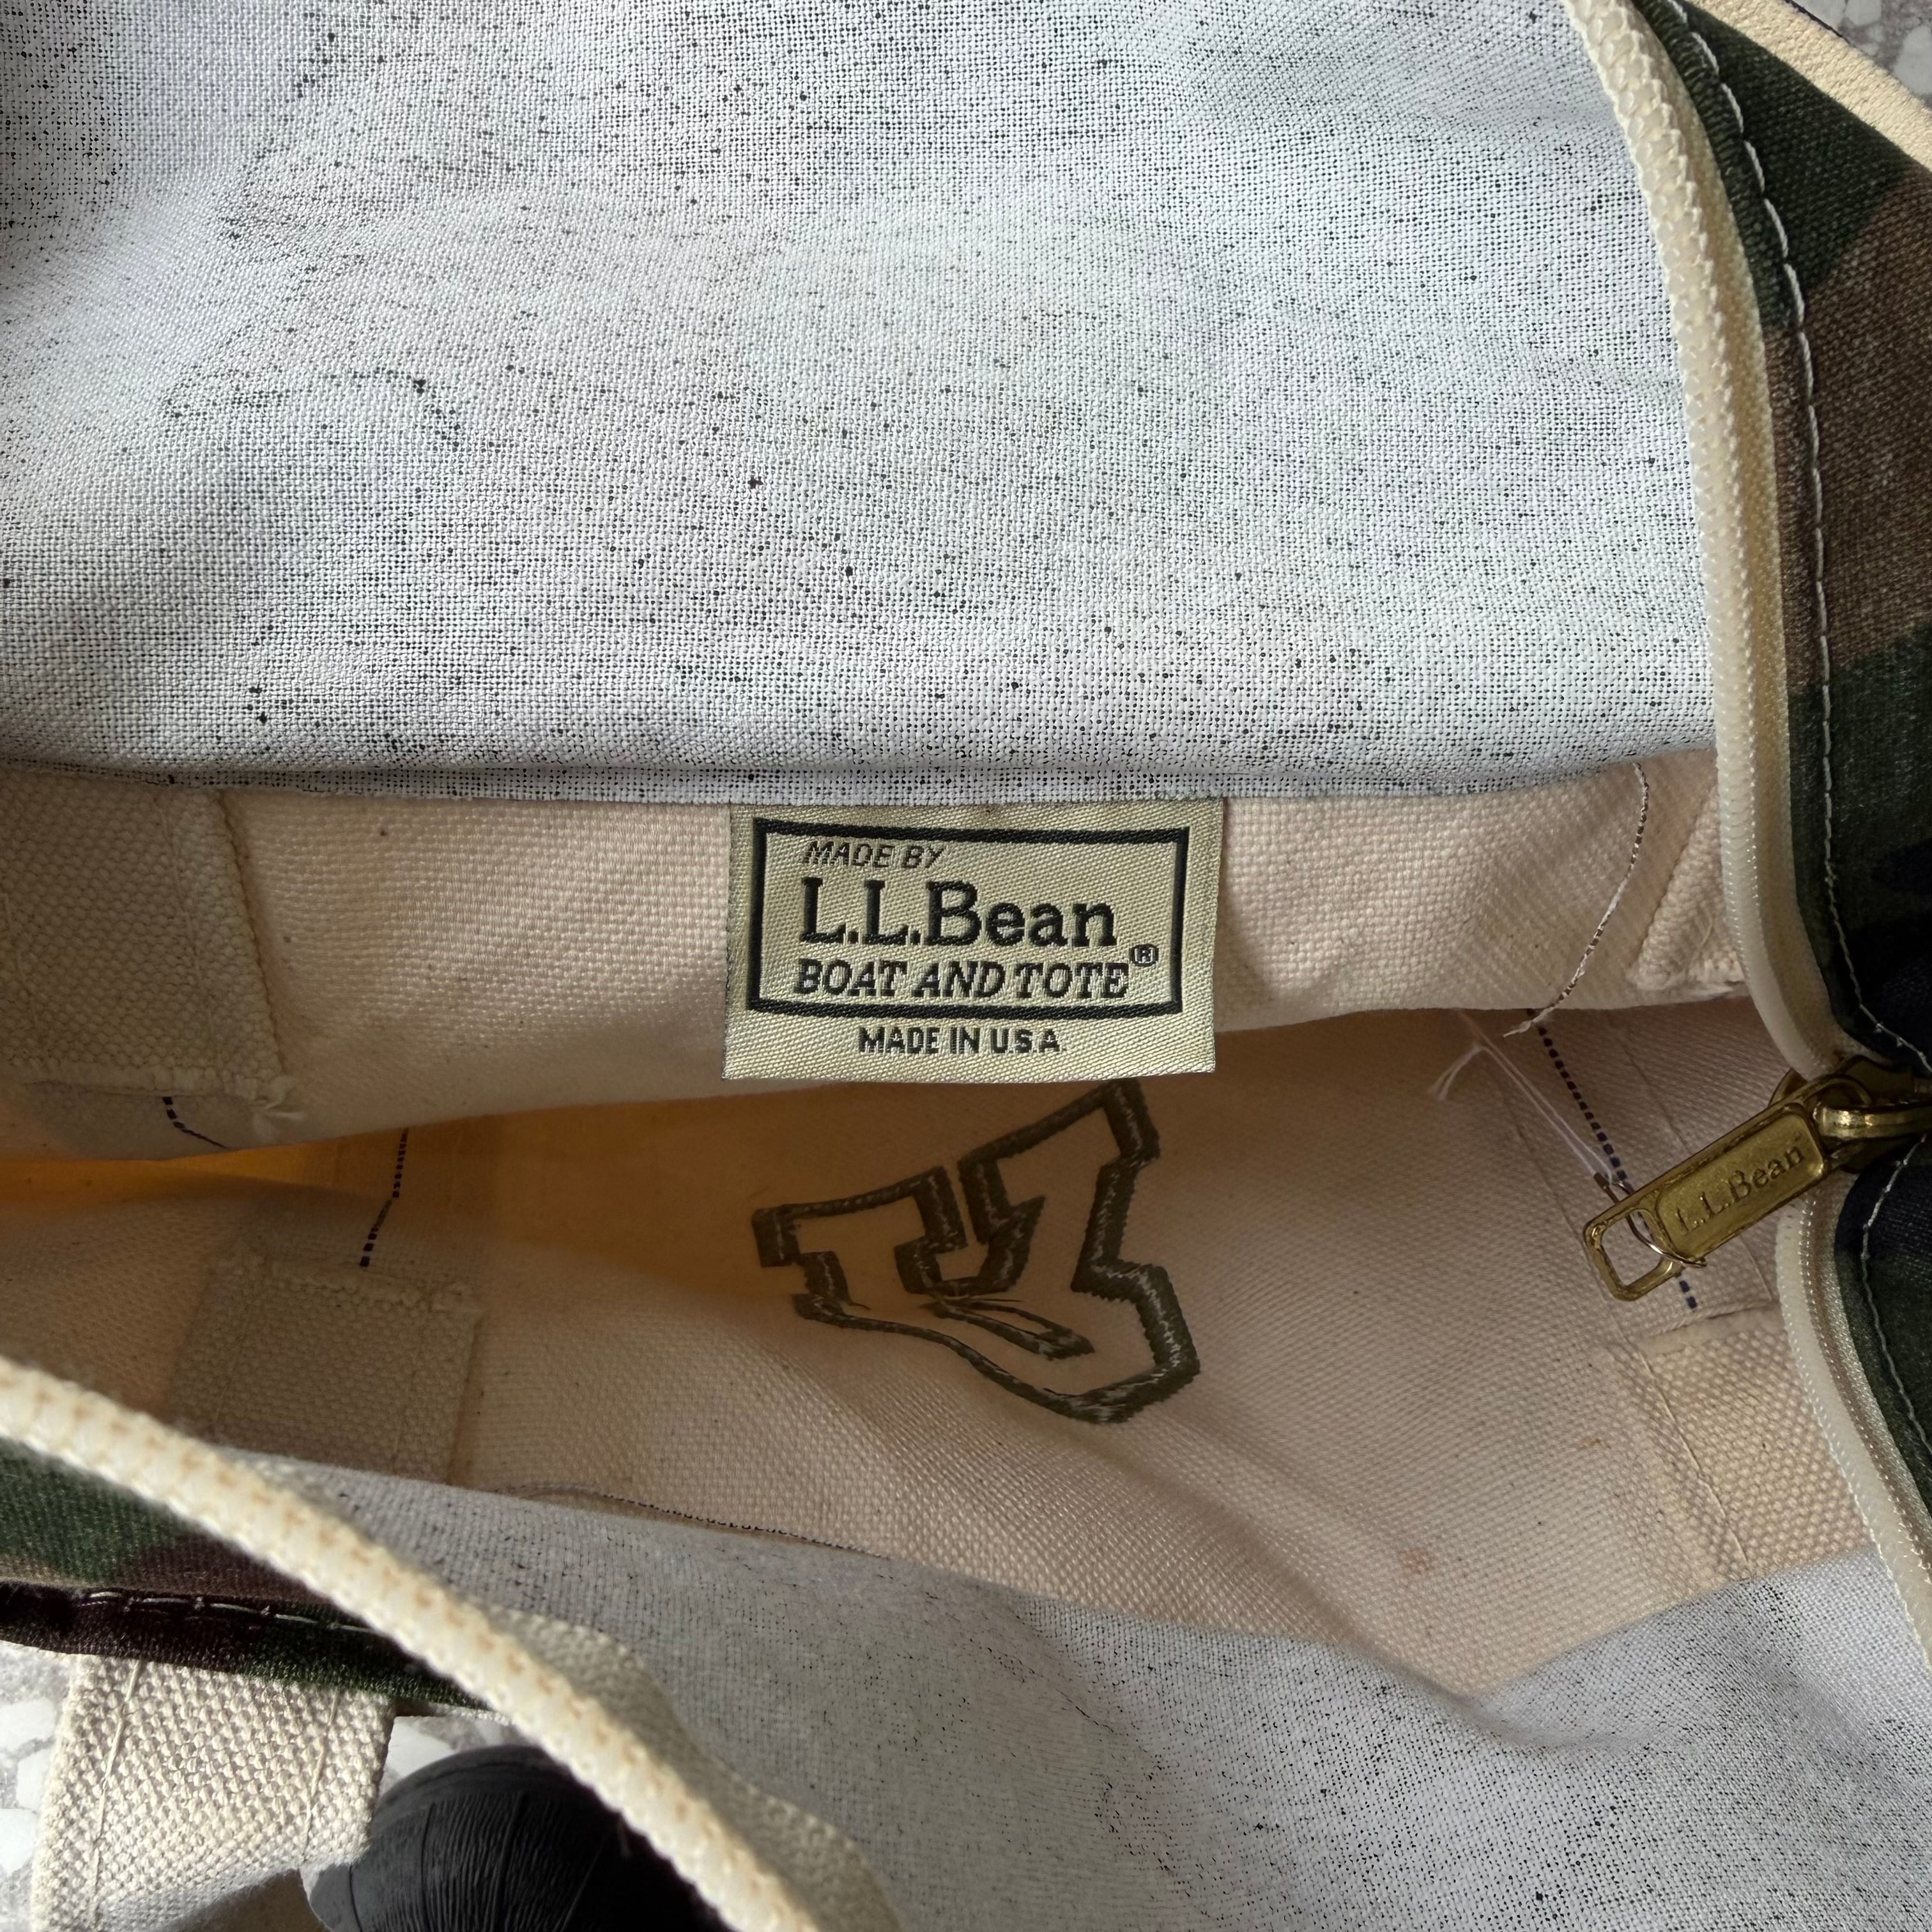 MADE BY
L.L.Bean
BOAT AND TOTE®
MADE IN U.S.A.
L.L.Bean